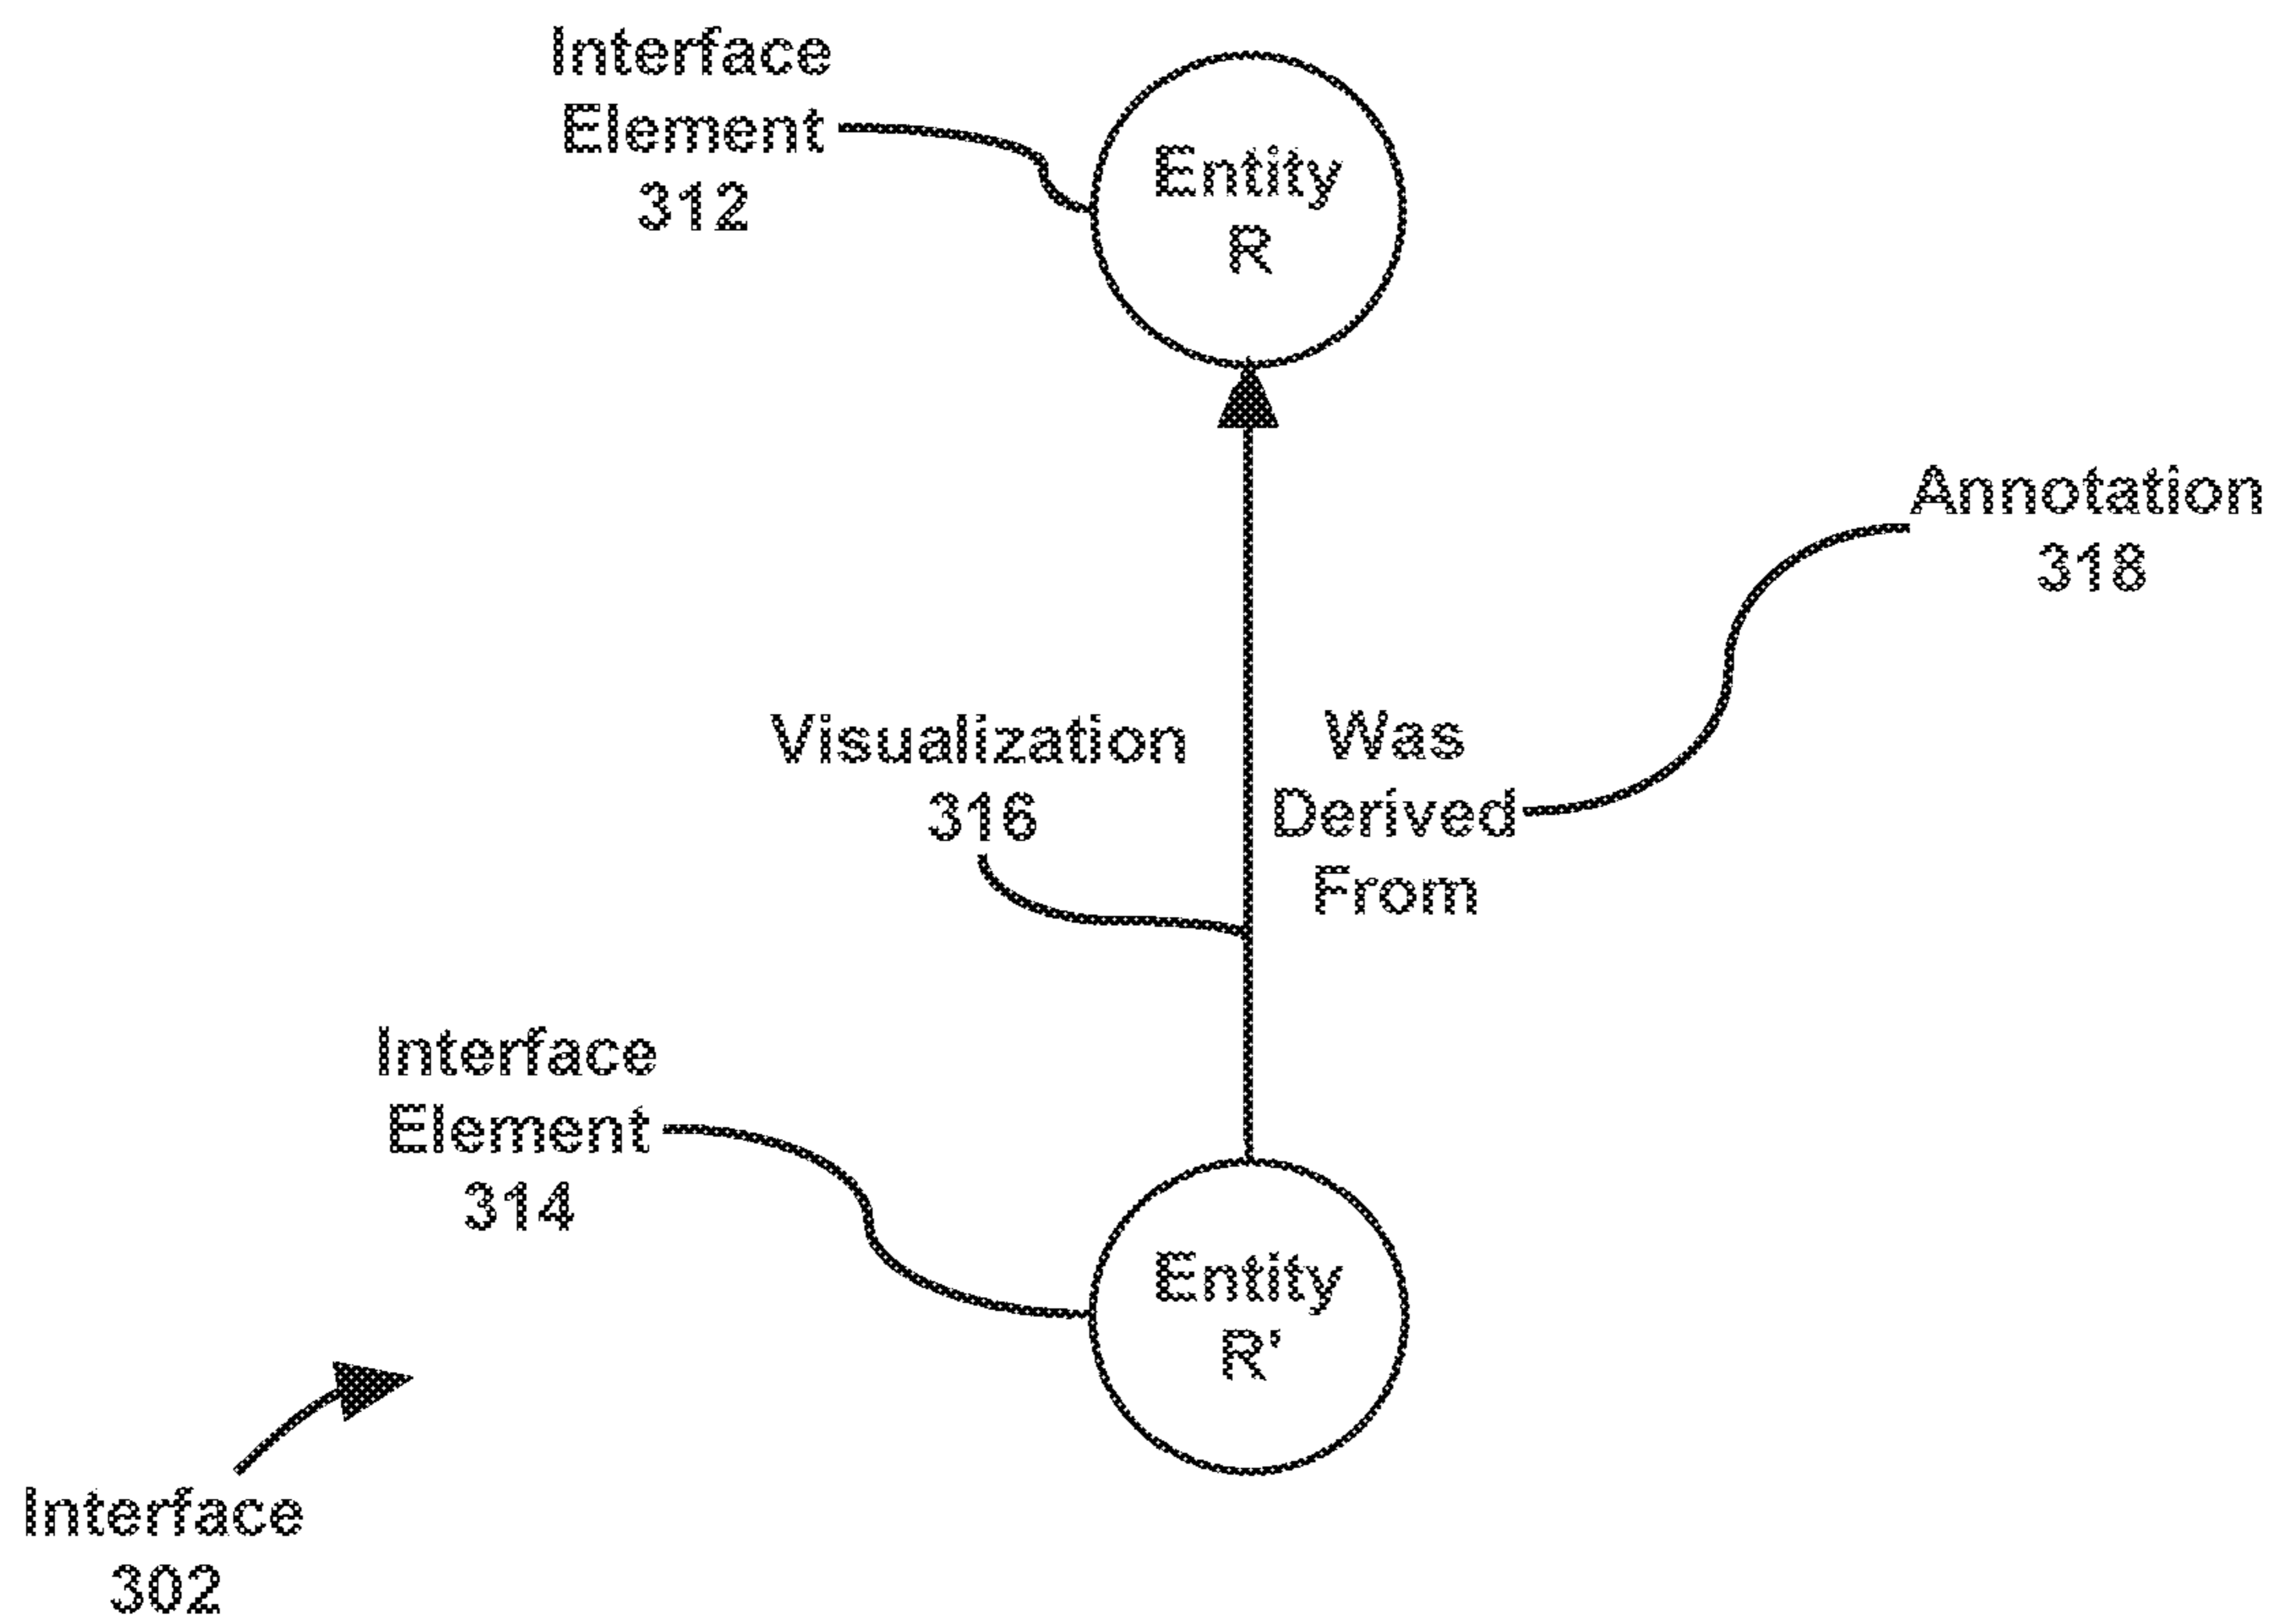 Interface
Element
312
Entity
R
Annotation
318
Visualization
316
Was
Derived
From
Interface
Element
314
Entity
R'
Interface
302